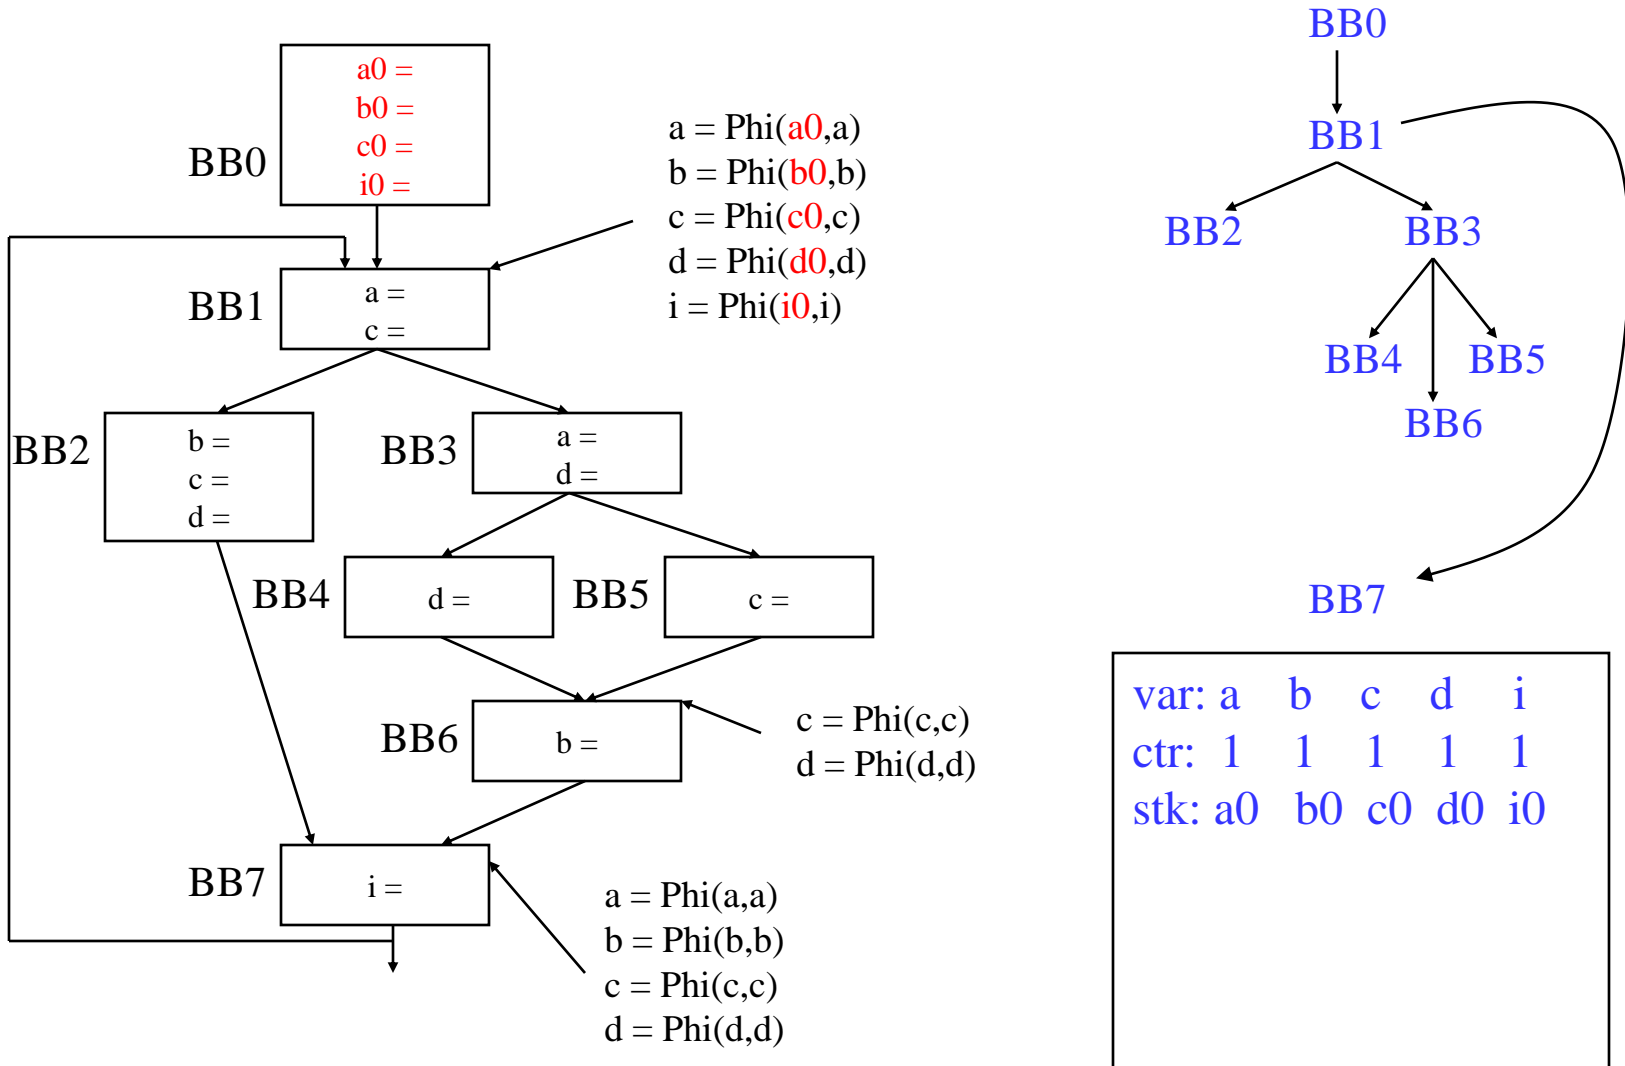 a0 =
b0 =
c0 =
i0 =
BB0
a = Phi(a0,a)
b = Phi(b0,b)
c = Phi(c0,c)
d = Phi(d0,d)
i = Phi(i0,i)
BB1
a =
c =
BB2
b =
c =
d =
BB3
a =
d =
BB4
d =
BB5
c =
BB6
b =
c = Phi(c,c)
d = Phi(d,d)
BB7
i =
a = Phi(a,a)
b = Phi(b,b)
c = Phi(c,c)
d = Phi(d,d)
BB0
BB1
BB2 BB3
BB4 BB5
BB6
BB7
var: a b c d i
ctr: 1 1 1 1 1
stk: a0 b0 c0 d0 i0